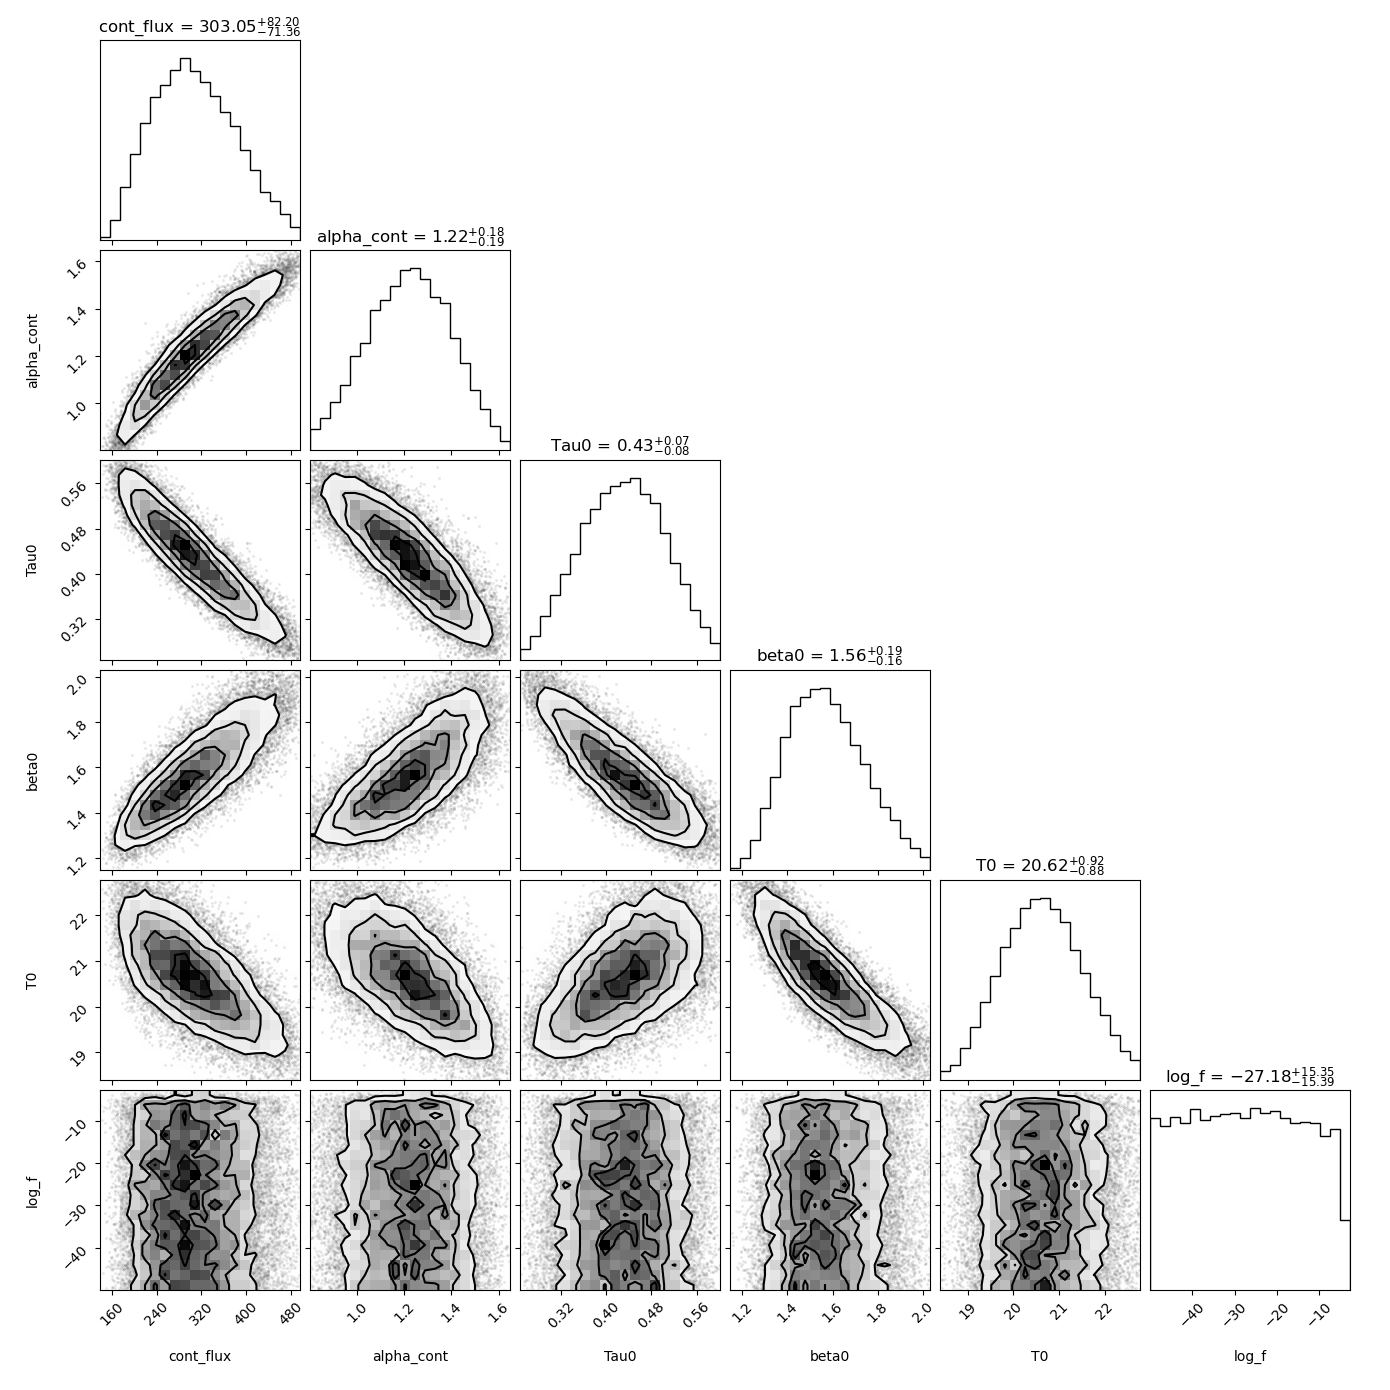 cont_flux = 303.05+82.20 −71.36
alpha_cont = 1.22+0.18 −0.19
1.6
1.4
1.2
1.0
alpha_cont
Tau0 = 0.43+0.07 −0.08
0.56
0.48
0.40
0.32
Tau0
beta0 = 1.56+0.19 −0.16
2.0
1.8
1.6
1.4
1.2
beta0
T0 = 20.62+0.92 −0.88
22
21
20
19
T0
log_f = −27.18+15.35 −15.39
−10
−20
−30
−40
log_f
160 240 320 400 480 1.0 1.2 1.4 1.6 0.32 0.40 0.48 0.56 1.2 1.4 1.6 1.8 2.0 19 20 21 22 −40 −30 −20 −10
cont_flux alpha_cont Tau0 beta0 T0 log_f